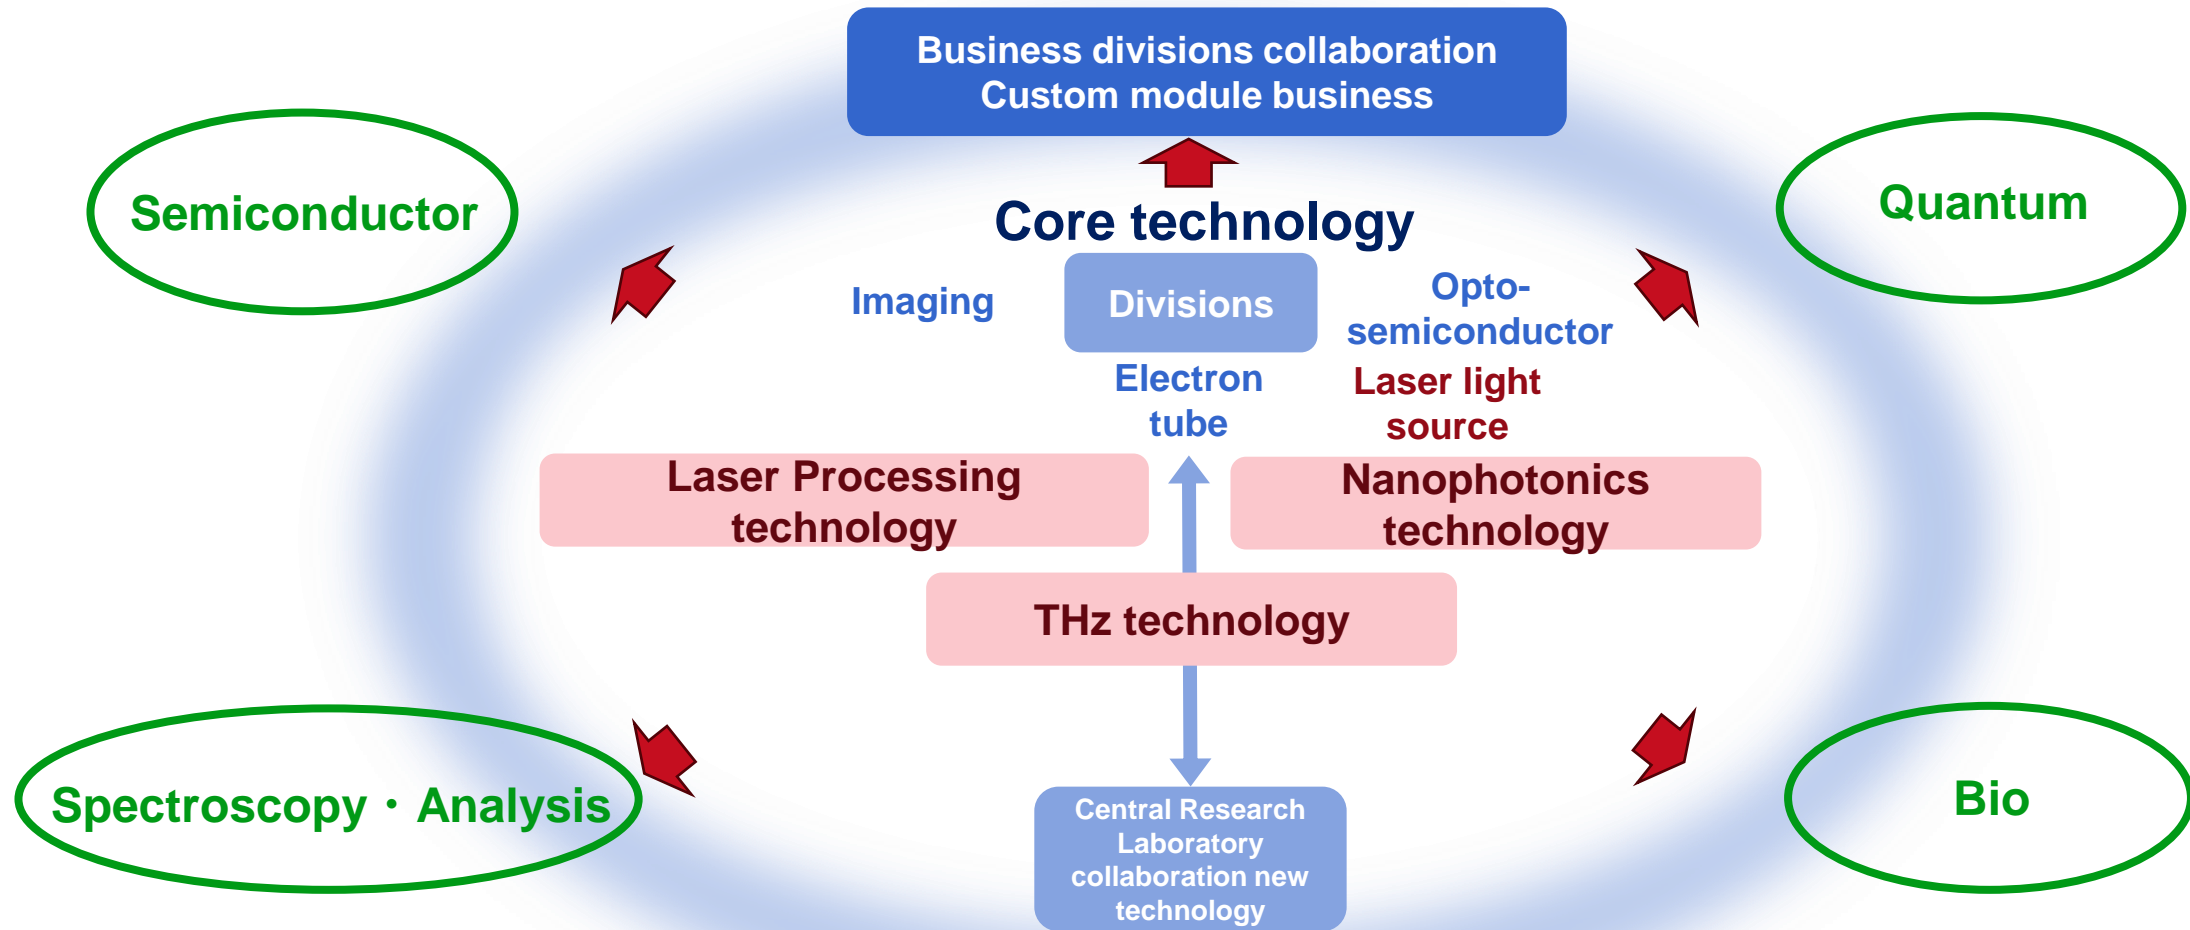 Business divisions collaboration
Custom module business
Semiconductor
Quantum
Core technology
Imaging
Divisions
Opto-
semiconductor
Electron
tube
Laser light
source
Laser Processing
technology
Nanophotonics
technology
THz technology
Spectroscopy・Analysis
Bio
Central Research
Laboratory
collaboration new
technology